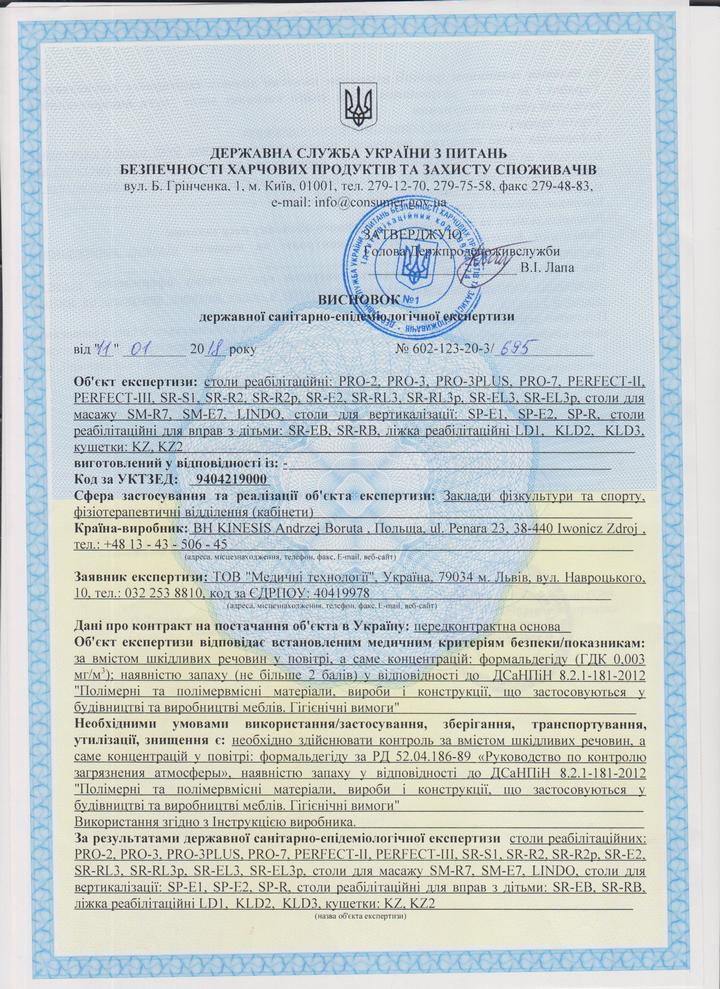 ДЕРЖАВНА СЛУЖБА УКРАЇНИ З ПИТАНЬ
БЕЗПЕЧНОСТІ ХАРЧОВИХ ПРОДУКТІВ ТА ЗАХИСТУ СПОЖИВАЧІВ
вул. Б. Грінченка, 1, м. Київ, 01001, тел. 279-12-70, 279-75-58, факс 279-48-83,
e-mail: info@consumer.gov.ua
ЗАТВЕРДЖУЮ
Голова Держпродспоживслужби
В.І. Лапа
№1
ВИСНОВОК
державної санітарно-епідеміологічної експертизи
від "11" 01 2018 року № 602-123-20-3/ 695
Об'єкт експертизи: столи реабілітаційні: PRO-2, PRO-3, PRO-3PLUS, PRO-7, PERFECT-II,
PERFECT-III, SR-S1, SR-R2, SR-R2p, SR-E2, SR-RL3, SR-RL3p, SR-EL3, SR-EL3p, столи для
масажу SM-R7, SM-E7, LINDO, столи для вертикалізації: SP-E1, SP-E2, SP-R, столи
реабілітаційні для вправ з дітьми: SR-EB, SR-RB, ліжка реабілітаційні LD1, KLD2, KLD3,
кушетки: KZ, KZ2
виготовлений у відповідності із: -
Код за УКТЗЕД: 9404219000
Сфера застосування та реалізації об'єкта експертизи: Заклади фізкультури та спорту,
фізіотерапевтичні відділення (кабінети)
Країна-виробник: BH KINESIS Andrzej Boruta , Польща, ul. Penara 23, 38-440 Iwonicz Zdroj ,
тел.: +48 13 - 43 - 506 - 45
(адреса, місцезнаходження, телефон, факс, E-mail, веб-сайт)
Заявник експертизи: ТОВ "Медичні технології", Україна, 79034 м. Львів, вул. Навроцького,
10, тел.: 032 253 8810, код за ЄДРПОУ: 40419978
(адреса, місцезнаходження, телефон, факс, E-mail, веб-сайт)
Дані про контракт на постачання об'єкта в Україну: передконтрактна основа
Об'єкт експертизи відповідає встановленим медичним критеріям безпеки/показникам:
за вмістом шкідливих речовин у повітрі, а саме концентрацій: формальдегіду (ГДК 0,003
мг/м³); наявністю запаху (не більше 2 балів) у відповідності до ДСаНПіН 8.2.1-181-2012
"Полімерні та полімервмісні матеріали, вироби і конструкції, що застосовуються у
будівництві та виробництві меблів. Гігієнічні вимоги"
Необхідними умовами використання/застосування, зберігання, транспортування,
утилізації, знищення є: необхідно здійснювати контроль за вмістом шкідливих речовин, а
саме концентрацій у повітрі: формальдегіду за РД 52.04.186-89 «Руководство по контролю
загрязнения атмосферы», наявністю запаху у відповідності до ДСаНПіН 8.2.1-181-2012
"Полімерні та полімервмісні матеріали, вироби і конструкції, що застосовуються у
будівництві та виробництві меблів. Гігієнічні вимоги"
Використання згідно з Інструкцією виробника.
За результатами державної санітарно-епідеміологічної експертизи столи реабілітаційних:
PRO-2, PRO-3, PRO-3PLUS, PRO-7, PERFECT-II, PERFECT-III, SR-S1, SR-R2, SR-R2p, SR-E2,
SR-RL3, SR-RL3p, SR-EL3, SR-EL3p, столи для масажу SM-R7, SM-E7, LINDO, столи для
вертикалізації: SP-E1, SP-E2, SP-R, столи реабілітаційні для вправ з дітьми: SR-EB, SR-RB,
ліжка реабілітаційні LD1, KLD2, KLD3, кушетки: KZ, KZ2
(назва об'єкта експертизи)